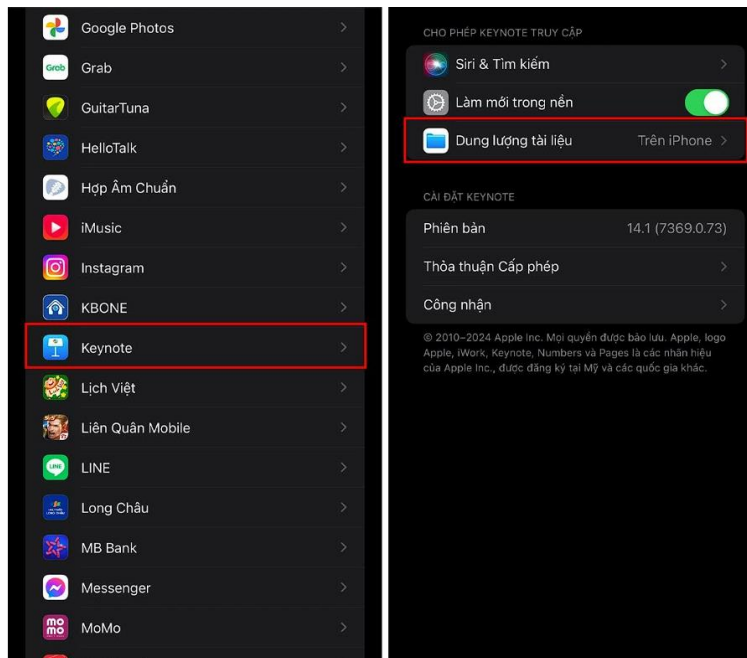 Google Photos
Grab
Grab
GuitarTuna
HelloTalk
Hợp Âm Chuẩn
iMusic
Instagram
KBONE
Keynote
Lịch Việt
Liên Quân Mobile
LINE
LINE
Long Châu
MB Bank
Messenger
mo
mo
MoMo
CHO PHÉP KEYNOTE TRUY CẬP
Siri & Tìm kiếm
Làm mới trong nền
Dung lượng tài liệu Trên iPhone
CÀI ĐẶT KEYNOTE
Phiên bản 14.1 (7369.0.73)
Thỏa thuận Cấp phép
Công nhận
© 2010–2024 Apple Inc. Mọi quyền được bảo lưu. Apple, logo
Apple, iWork, Keynote, Numbers và Pages là các nhãn hiệu
của Apple Inc., được đăng ký tại Mỹ và các quốc gia khác.